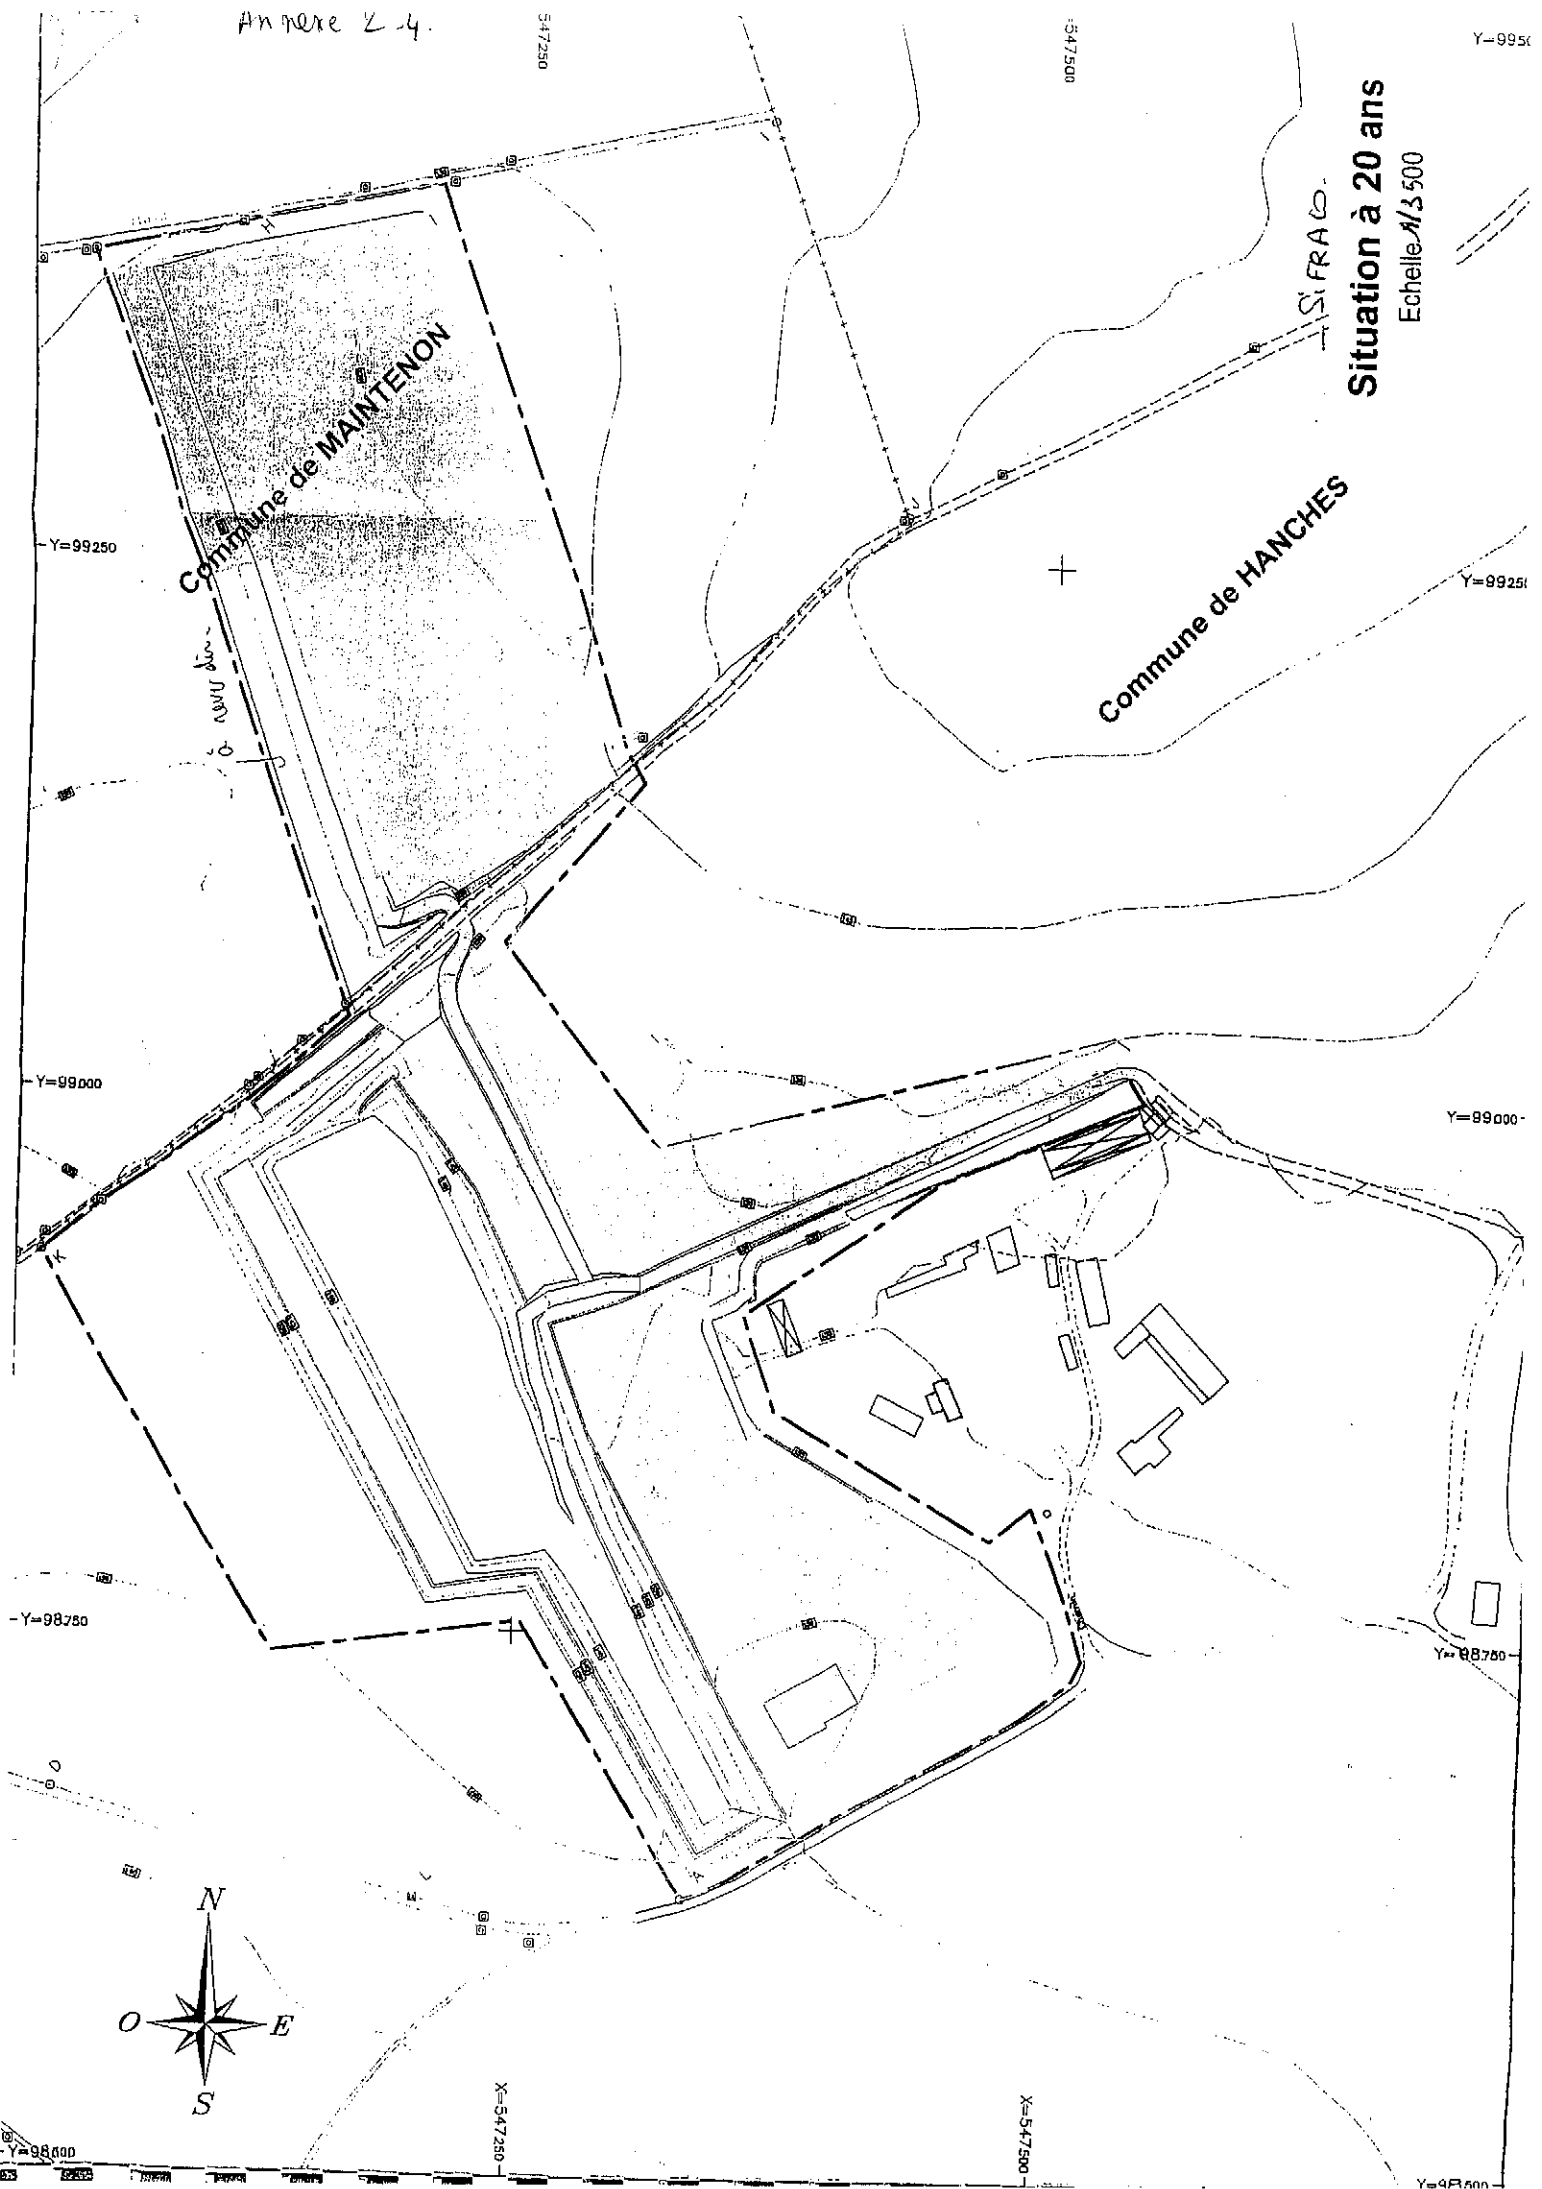 Annexe 2-4.
547250
547500
Y=9950
SIFRACO.
Situation à 20 ans
Echelle 1/3500
Commune de MAINTENON
H
Y=99250
Y=9925
Commune de HANCHES
Y=99000
Y=99000
K
Y=98750
Y=98750
A
L
N
O
E
S
X=547250
X=547500
Y=98500
Y=98500